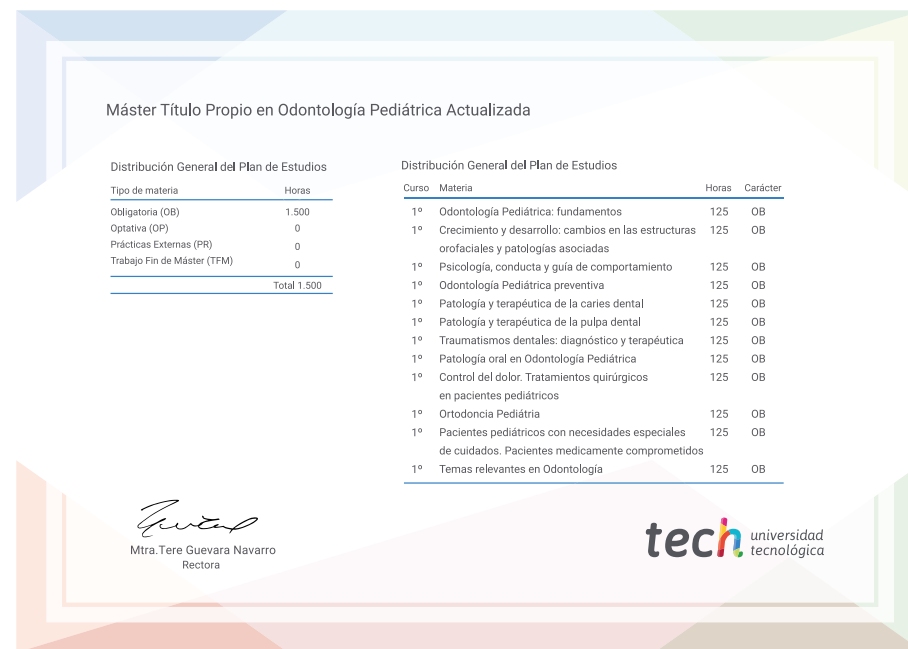 Máster Título Propio en Odontología Pediátrica Actualizada
Distribución General del Plan de Estudios
Tipo de materia Horas
Obligatoria (OB) 1.500
Optativa (OP) 0
Prácticas Externas (PR) 0
Trabajo Fin de Máster (TFM) 0
Total 1.500
Distribución General del Plan de Estudios
Curso Materia Horas Carácter
1º Odontología Pediátrica: fundamentos 125 OB
1º Crecimiento y desarrollo: cambios en las estructuras 125 OB
orofaciales y patologías asociadas
1º Psicología, conducta y guía de comportamiento 125 OB
1º Odontología Pediátrica preventiva 125 OB
1º Patología y terapéutica de la caries dental 125 OB
1º Patología y terapéutica de la pulpa dental 125 OB
1º Traumatismos dentales: diagnóstico y terapéutica 125 OB
1º Patología oral en Odontología Pediátrica 125 OB
1º Control del dolor. Tratamientos quirúrgicos 125 OB
en pacientes pediátricos
1º Ortodoncia Pediátria 125 OB
1º Pacientes pediátricos con necesidades especiales 125 OB
de cuidados. Pacientes medicamente comprometidos
1º Temas relevantes en Odontología 125 OB
Mtra.Tere Guevara Navarro
Rectora
tech universidad
tecnológica